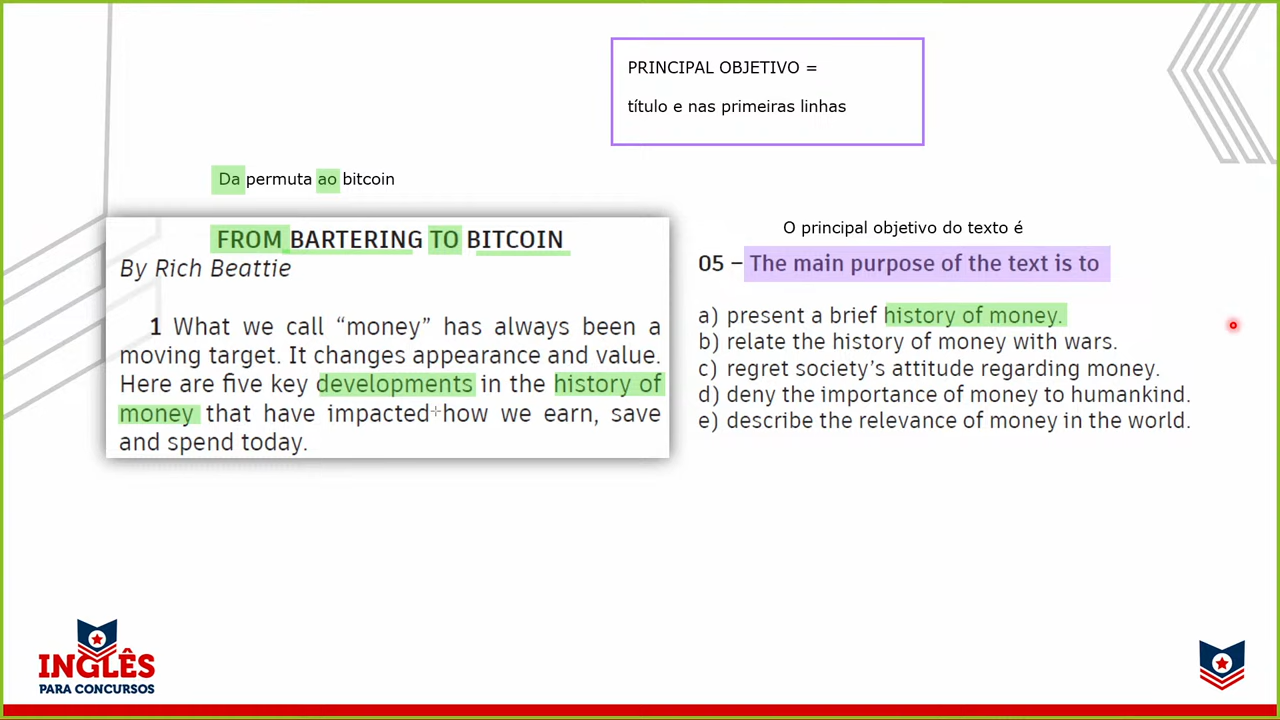 PRINCIPAL OBJETIVO =
título e nas primeiras linhas
Da permuta ao bitcoin
FROM BARTERING TO BITCOIN
By Rich Beattie
1 What we call “money” has always been a
moving target. It changes appearance and value.
Here are five key developments in the history of
money that have impacted how we earn, save
and spend today.
O principal objetivo do texto é
05 – The main purpose of the text is to
a) present a brief history of money.
b) relate the history of money with wars.
c) regret society’s attitude regarding money.
d) deny the importance of money to humankind.
e) describe the relevance of money in the world.
INGLÊS
PARA CONCURSOS